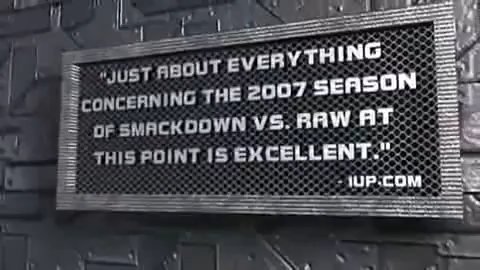 "JUST ABOUT EVERYTHING
CONCERNING THE 2007 SEASON
OF SMACKDOWN VS. RAW AT
THIS POINT IS EXCELLENT."
- 1UP.COM